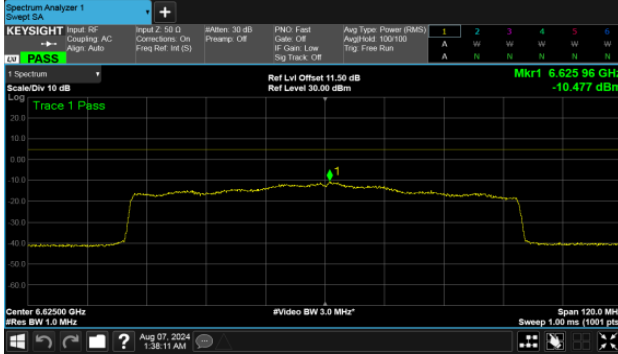 Spectrum Analyzer 1
Swept SA
+
KEYSIGHT Input: RF Input Z: 50 Ω #Atten: 30 dB PNO: Fast Avg Type: Power (RMS) 1 2 3 4 5 6
Coupling: AC Corrections: On Preamp: Off Gate: Off Avg|Hold: 100/100 A W W W W W
Align: Auto Freq Ref: Int (S) IF Gain: Low Trig: Free Run
Sig Track: Off A N N N N N
LXI PASS
1 Spectrum Ref Lvl Offset 11.50 dB Mkr1 6.625 96 GHz
Scale/Div 10 dB Ref Level 30.00 dBm -10.477 dBm
Log Trace 1 Pass
20.0
10.0
0.00
-10.0
1
-20.0
-30.0
-40.0
-50.0
-60.0
Center 6.62500 #Video BW 3.0 MHz* Span 120.0 MH
#Res BW 1.0 MHz Sweep 1.00 ms (1001 pts
? Aug 07, 2024
1:38:11 AM